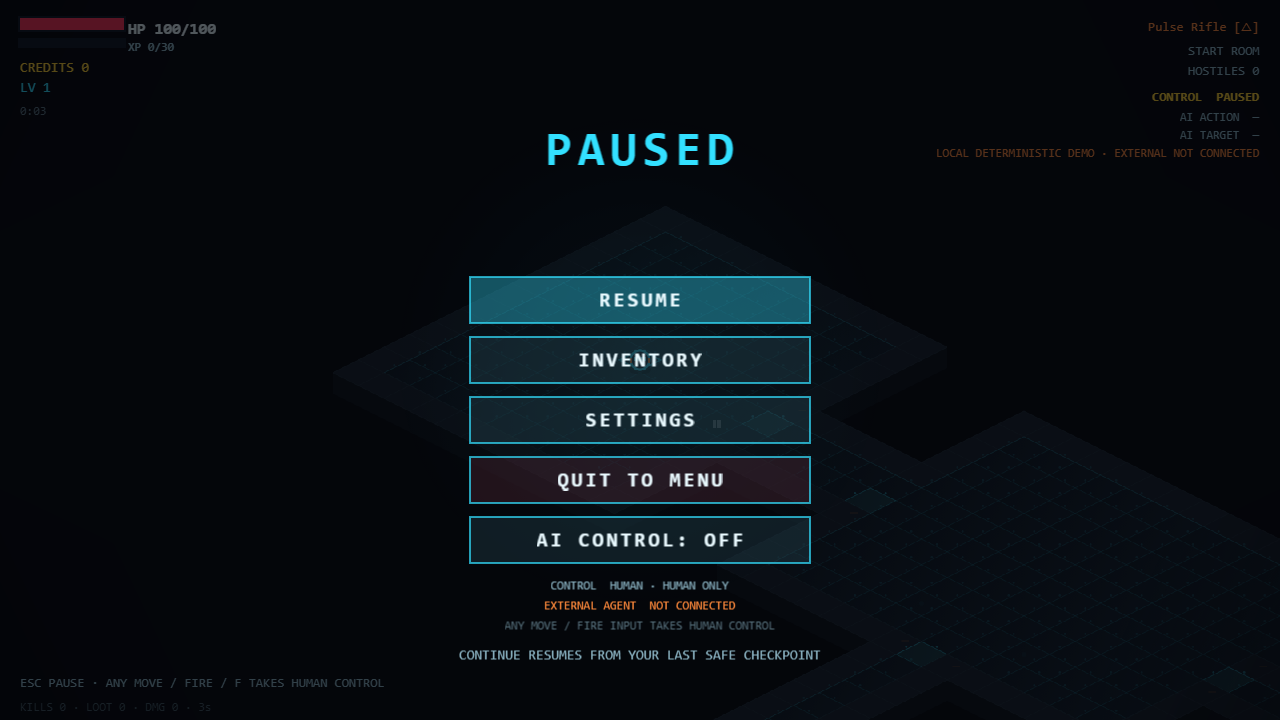 HP 100/100
XP 0/30
CREDITS 0
LV 1
0:03
Pulse Rifle [△]
START ROOM
HOSTILES 0
CONTROL  PAUSED
AI ACTION  —
AI TARGET  —
LOCAL DETERMINISTIC DEMO · EXTERNAL NOT CONNECTED
PAUSED
RESUME
INVENTORY
SETTINGS
QUIT TO MENU
AI CONTROL: OFF
CONTROL  HUMAN · HUMAN ONLY
EXTERNAL AGENT  NOT CONNECTED
ANY MOVE / FIRE INPUT TAKES HUMAN CONTROL
CONTINUE RESUMES FROM YOUR LAST SAFE CHECKPOINT
ESC PAUSE · ANY MOVE / FIRE / F TAKES HUMAN CONTROL
KILLS 0 · LOOT 0 · DMG 0 · 3s